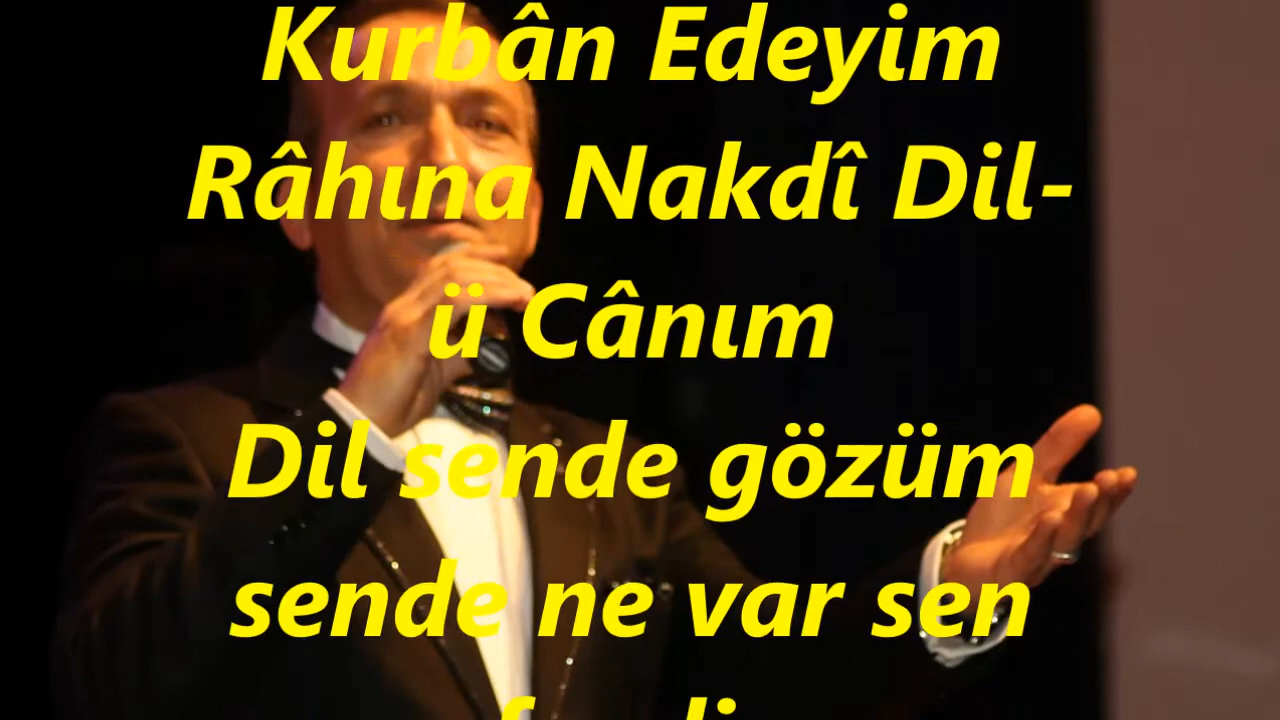 Kurbân Edeyim
Râhına Nakdî Dil-
ü Cânım
Dil sende gözüm
sende ne var sen